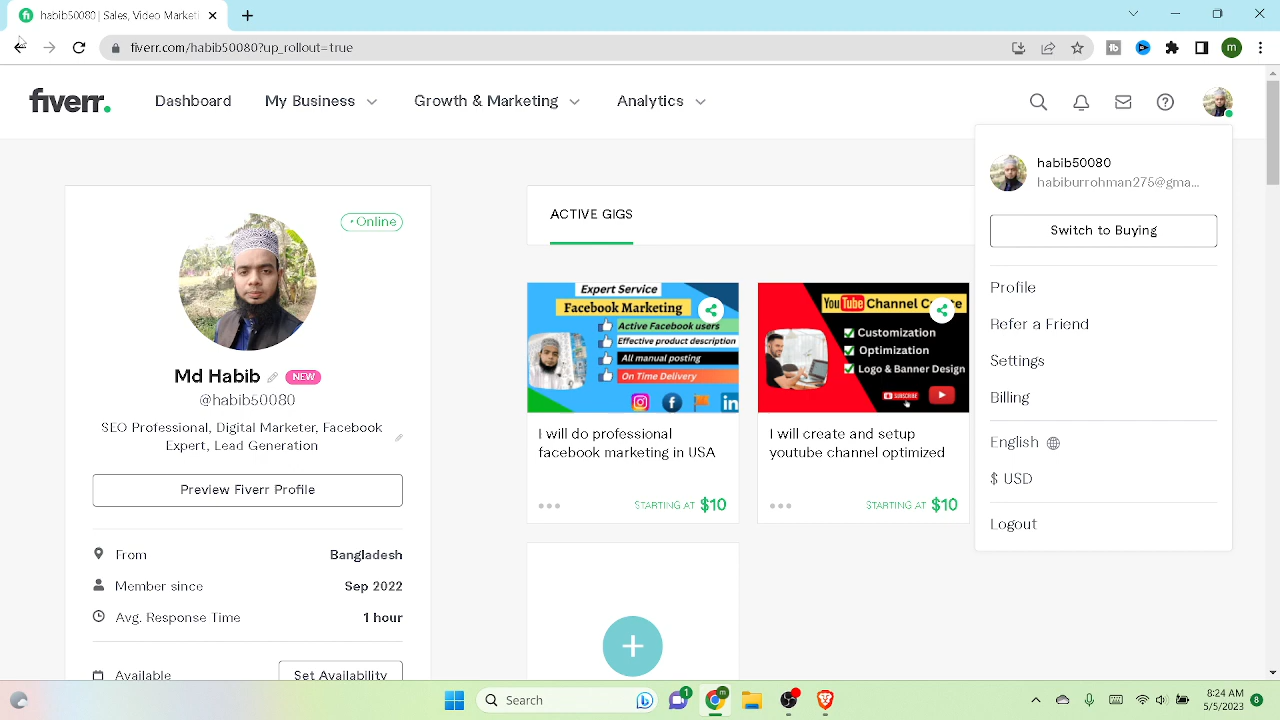 habib50080 | Md Habib
fiverr.com/habib50080?up_rollout=true
fiverr.
Dashboard
My Business
Growth & Marketing
Analytics
habib50080
habiburrohman275@gma...
Switch to Buying
Profile
Refer a Friend
Settings
Billing
English
$ USD
Logout
Online
Md Habib
NEW
@habib50080
SEO Professional, Digital Marketer, Facebook
Expert, Lead Generation
Preview Fiverr Profile
From
Bangladesh
Member since
Sep 2022
Avg. Response Time
1 hour
Available
Set Availability
ACTIVE GIGS
Expert Service
Facebook Marketing
Active Facebook users
Effective product description
All manual posting
On Time Delivery
I will do professional
facebook marketing in USA
STARTING AT $10
YouTube Channel
Customization
Optimization
Logo & Banner Design
SUBSCRIBE
I will create and setup
youtube channel optimized
STARTING AT $10
Search
8:24 AM
5/5/2023
8